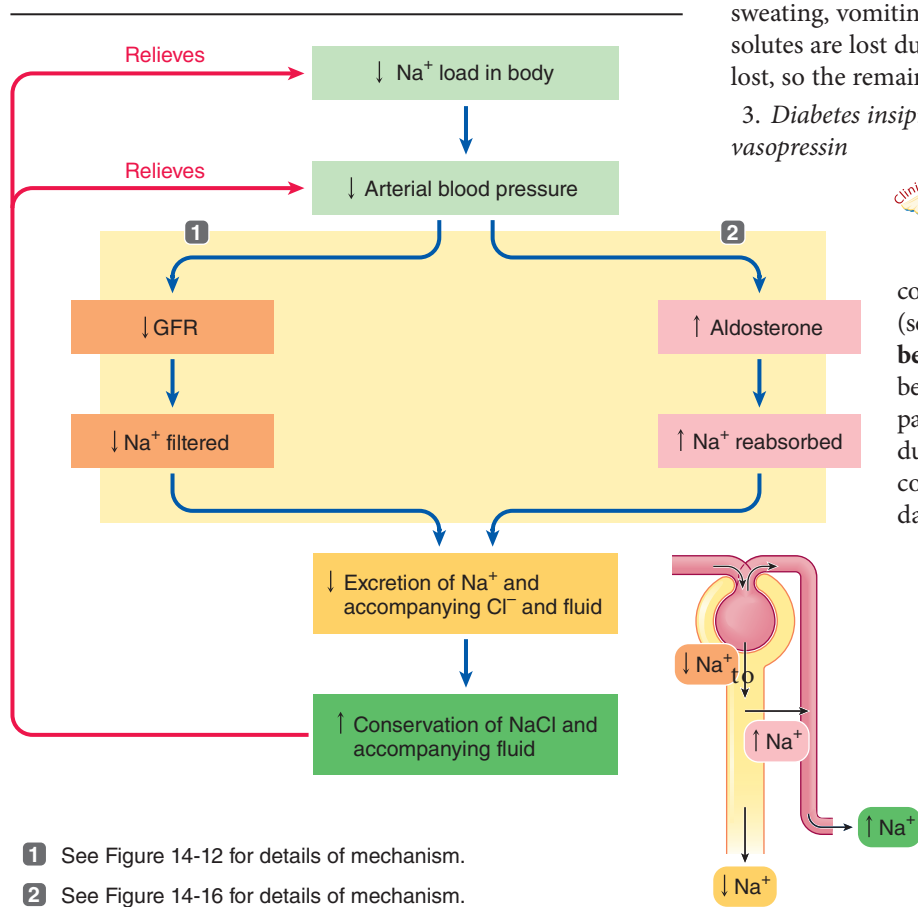 sweating, vomitin
solutes are lost du
lost, so the remain
3. Diabetes insip
vasopressin
Clini
co
(se
be
be
pa
du
co
da
Relieves
↓ Na⁺ load in body
Relieves
↓ Arterial blood pressure
1
2
↓ GFR
↑ Aldosterone
↓ Na⁺ filtered
↑ Na⁺ reabsorbed
↓ Excretion of Na⁺ and
accompanying Cl⁻ and fluid
↑ Conservation of NaCl and
accompanying fluid
↓ Na⁺
to
↑ Na⁺
↑ Na⁺
↓ Na⁺
1 See Figure 14-12 for details of mechanism.
2 See Figure 14-16 for details of mechanism.